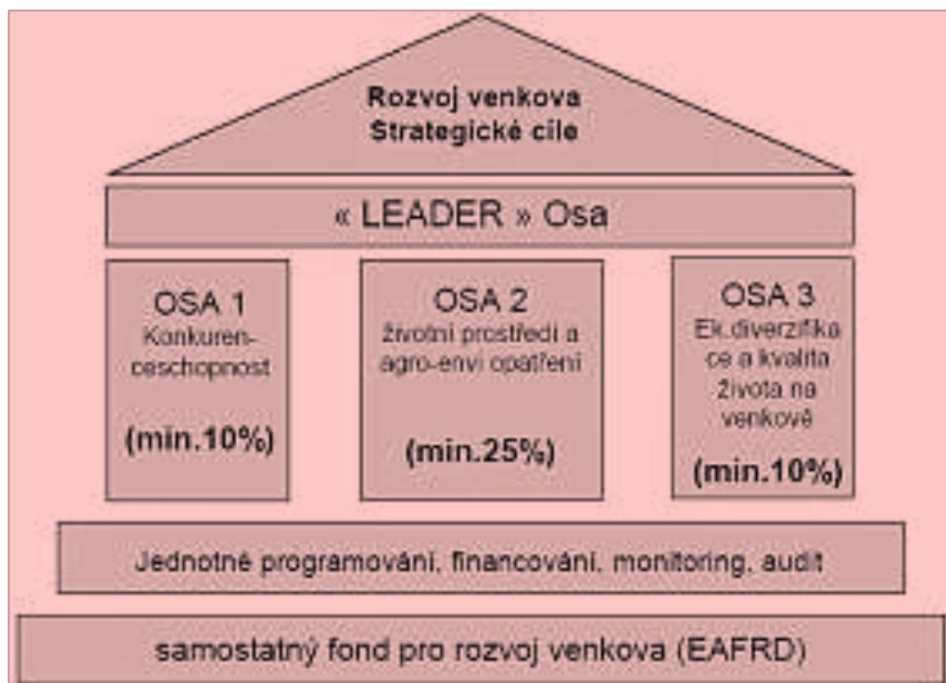 Rozvoj venkova
Strategické cíle
« LEADER » Osa
OSA 1
Konkuren-
ceschopnost
(min.10%)
OSA 2
životní prostředí a
agro-envi opatření
(min.25%)
OSA 3
Ek.diverzifika
ce a kvalita
života na
venkově
(min.10%)
Jednotné programování, financování, monitoring, audit
samostatný fond pro rozvoj venkova (EAFRD)